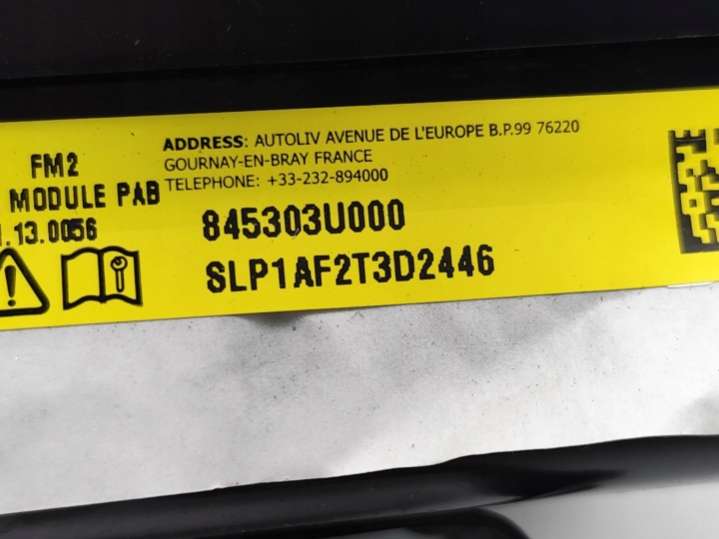 FM2
MODULE PAB
.13.0056
ADDRESS: AUTOLIV AVENUE DE L'EUROPE B.P.99 76220
GOURNAY-EN-BRAY FRANCE
TELEPHONE: +33-232-894000
845303U000
SLP1AF2T3D2446